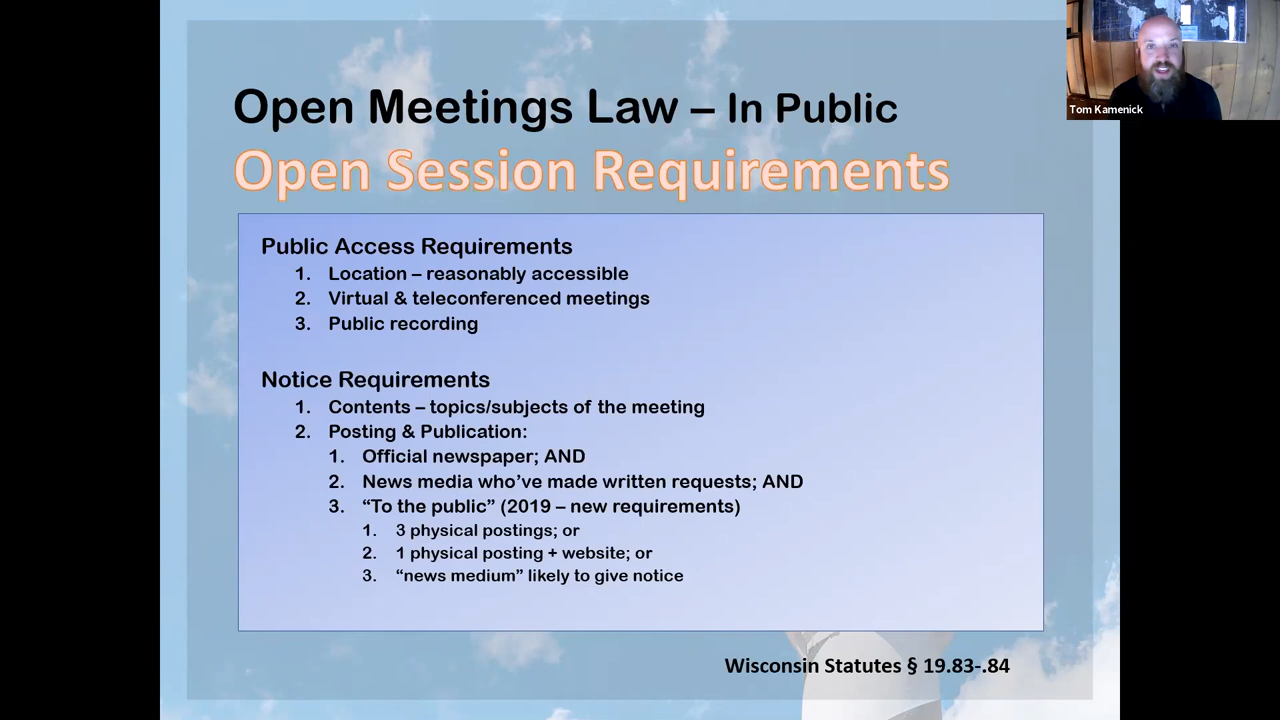 Open Meetings Law – In Public
Open Session Requirements
Public Access Requirements
1. Location – reasonably accessible
2. Virtual & teleconferenced meetings
3. Public recording
Notice Requirements
1. Contents – topics/subjects of the meeting
2. Posting & Publication:
1. Official newspaper; AND
2. News media who’ve made written requests; AND
3. “To the public” (2019 – new requirements)
1. 3 physical postings; or
2. 1 physical posting + website; or
3. “news medium” likely to give notice
Wisconsin Statutes § 19.83-.84
Tom Kamenick